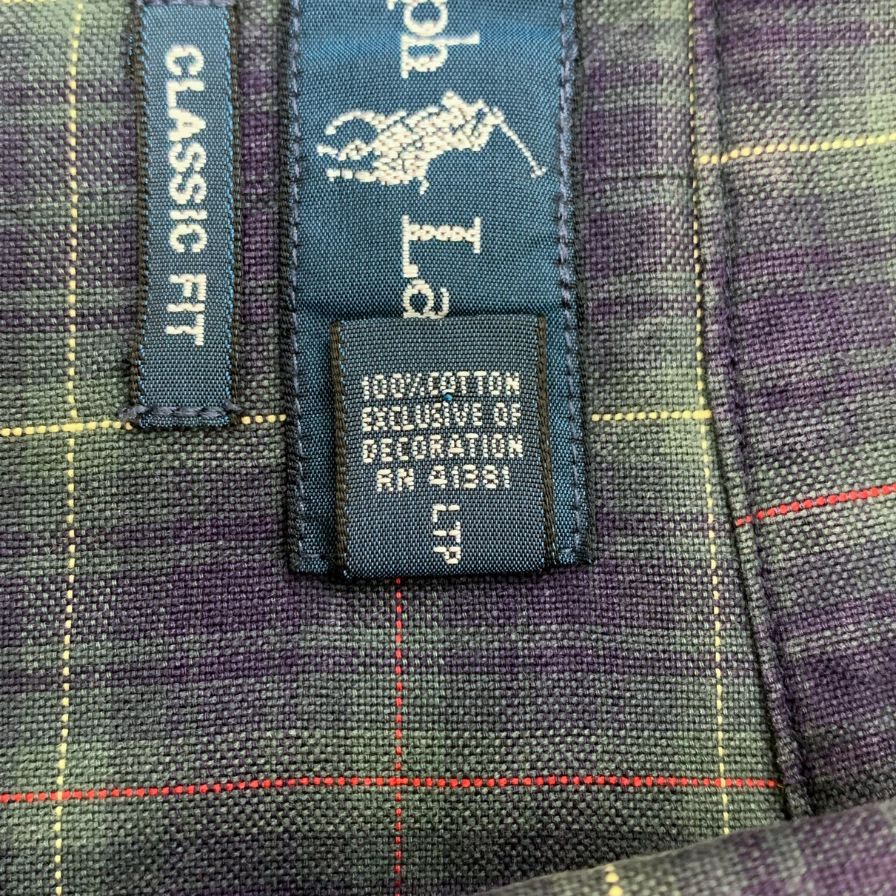 CLASSIC FIT
ph La
100% COTTON
EXCLUSIVE OF
DECORATION
RN 41381
LTP